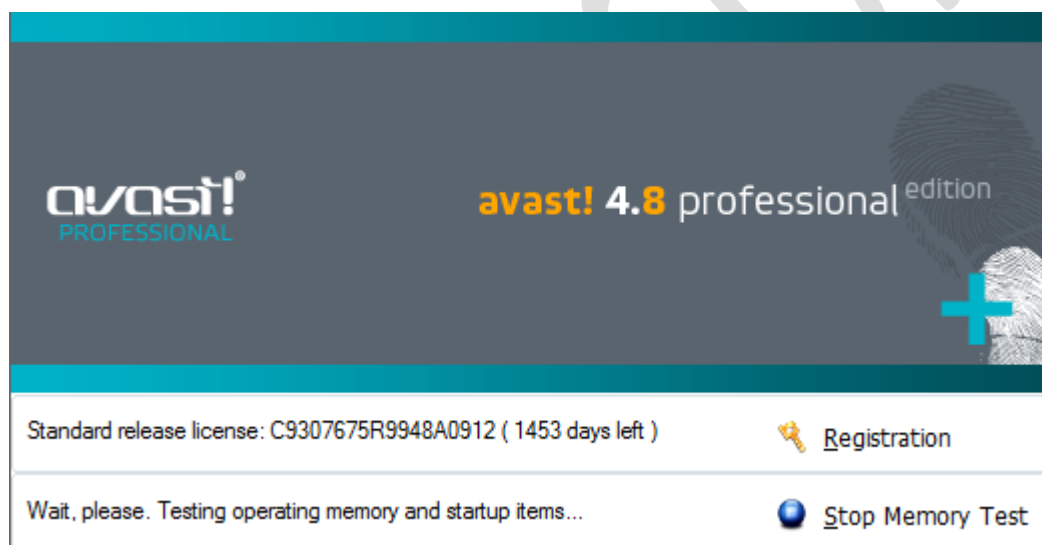 avast!®
PROFESSIONAL
avast! 4.8 professional edition
Standard release license: C9307675R9948A0912 ( 1453 days left )
Registration
Wait, please. Testing operating memory and startup items...
Stop Memory Test